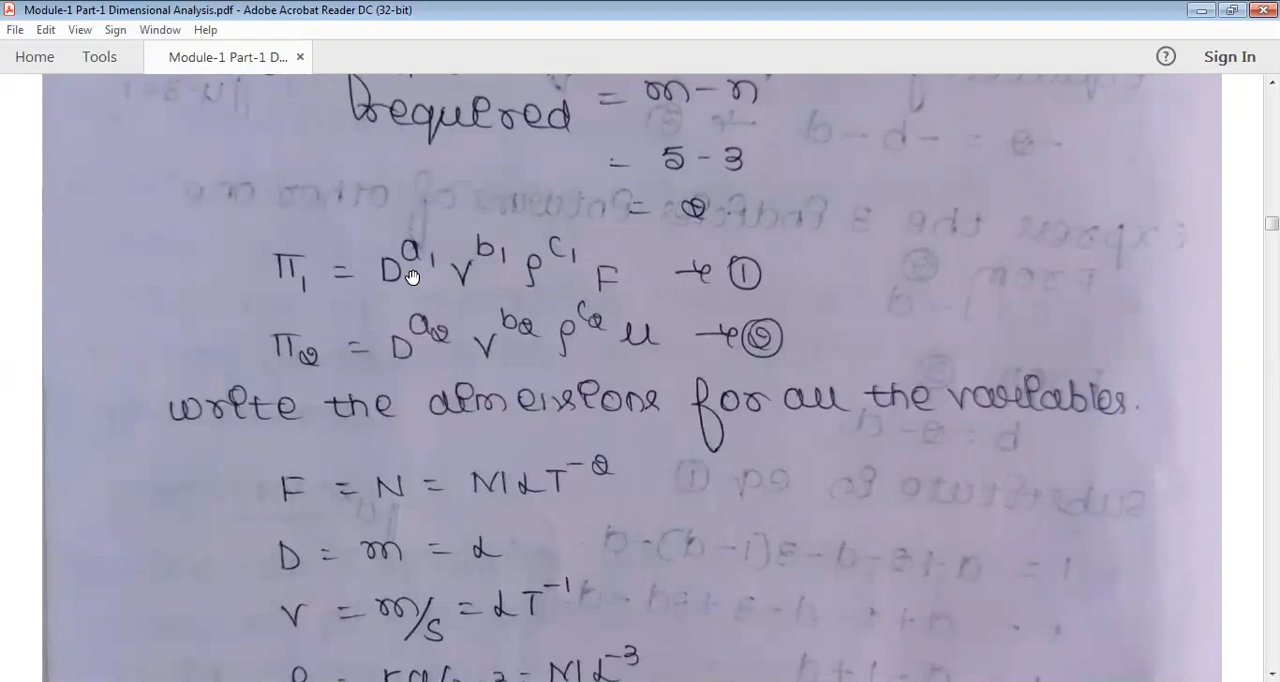 Module-1 Part-1 Dimensional Analysis.pdf - Adobe Acrobat Reader DC (32-bit)
File Edit View Sign Window Help
Home Tools Module-1 Part-1 D... × ? Sign In
required = m - n
= 5 - 3
= 2
π₁ = D^a₁ V^b₁ ρ^c₁ F → ①
π₂ = D^a₂ V^b₂ ρ^c₂ μ → ②
write the dimensions for all the variables.
F = N = MLT⁻²
D = m = L
V = m/s = LT⁻¹
= ML⁻³